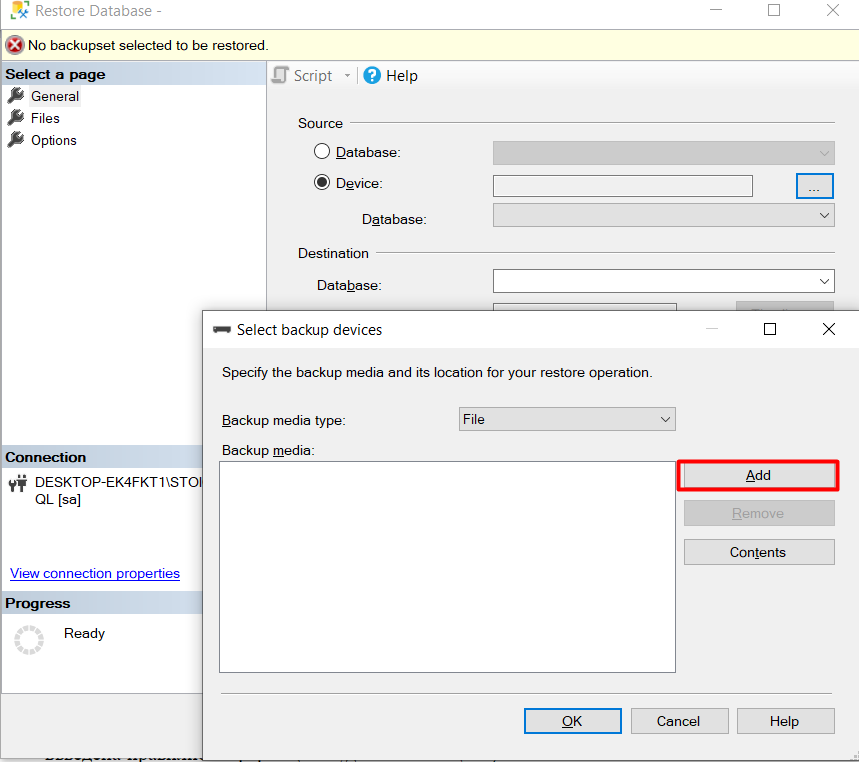 Restore Database -
No backupset selected to be restored.
Select a page
General
Files
Options
Script
Help
Source
Database:
Device:
...
Database:
Destination
Database:
Select backup devices
Specify the backup media and its location for your restore operation.
Backup media type:
File
Backup media:
Add
Remove
Contents
OK
Cancel
Help
Connection
DESKTOP-EK4FKT1\STO
QL [sa]
View connection properties
Progress
Ready